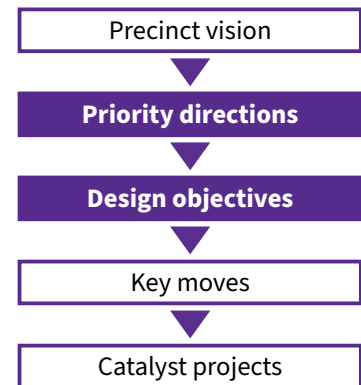 Precinct vision
Priority directions
Design objectives
Key moves
Catalyst projects